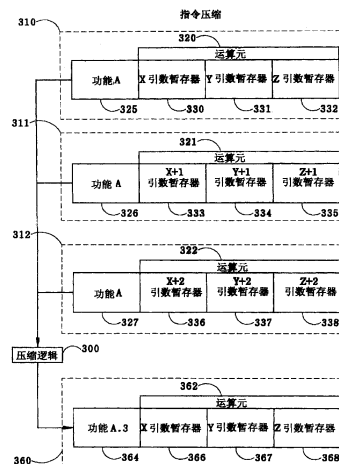 指令压缩
310
320
运算元
功能A
X 引数暂存器
Y 引数暂存器
Z 引数暂存器
325
330
331
332
311
321
运算元
功能 A
X+1
引数暂存器
Y+1
引数暂存器
Z+1
引数暂存器
326
333
334
335
312
322
运算元
功能A
X+2
引数暂存器
Y+2
引数暂存器
Z+2
引数暂存器
327
336
337
338
压缩逻辑
300
362
运算元
功能 A.3
X 引数暂存器
Y 引数暂存器
Z 引数暂存器
360
364
366
367
368